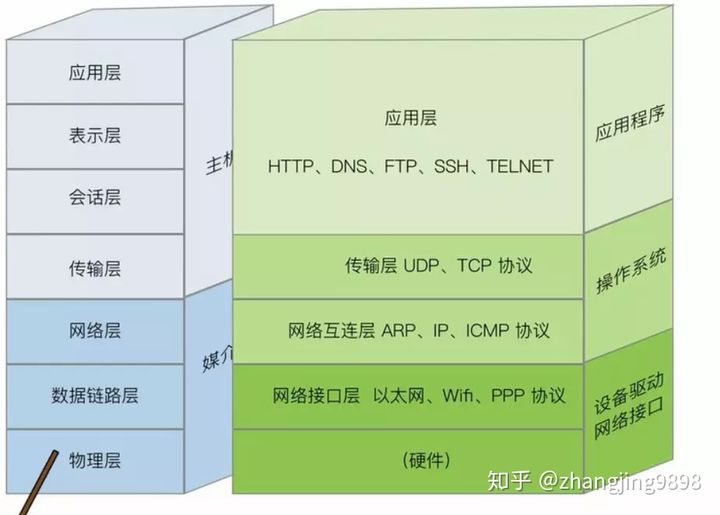 应用层
表示层
会话层
传输层
网络层
数据链路层
物理层
主机
媒介
应用层
HTTP、DNS、FTP、SSH、TELNET
传输层 UDP、TCP 协议
网络互连层 ARP、IP、ICMP 协议
网络接口层 以太网、Wifi、PPP 协议
（硬件）
应用程序
操作系统
设备驱动
网络接口
知乎 @zhangjing9898